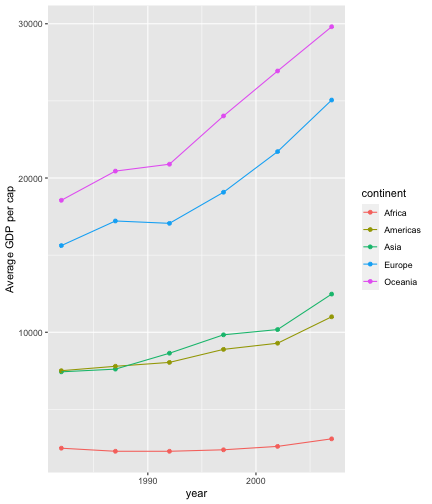 30000
20000
10000
Average GDP per cap
1990
2000
year
continent
Africa
Americas
Asia
Europe
Oceania